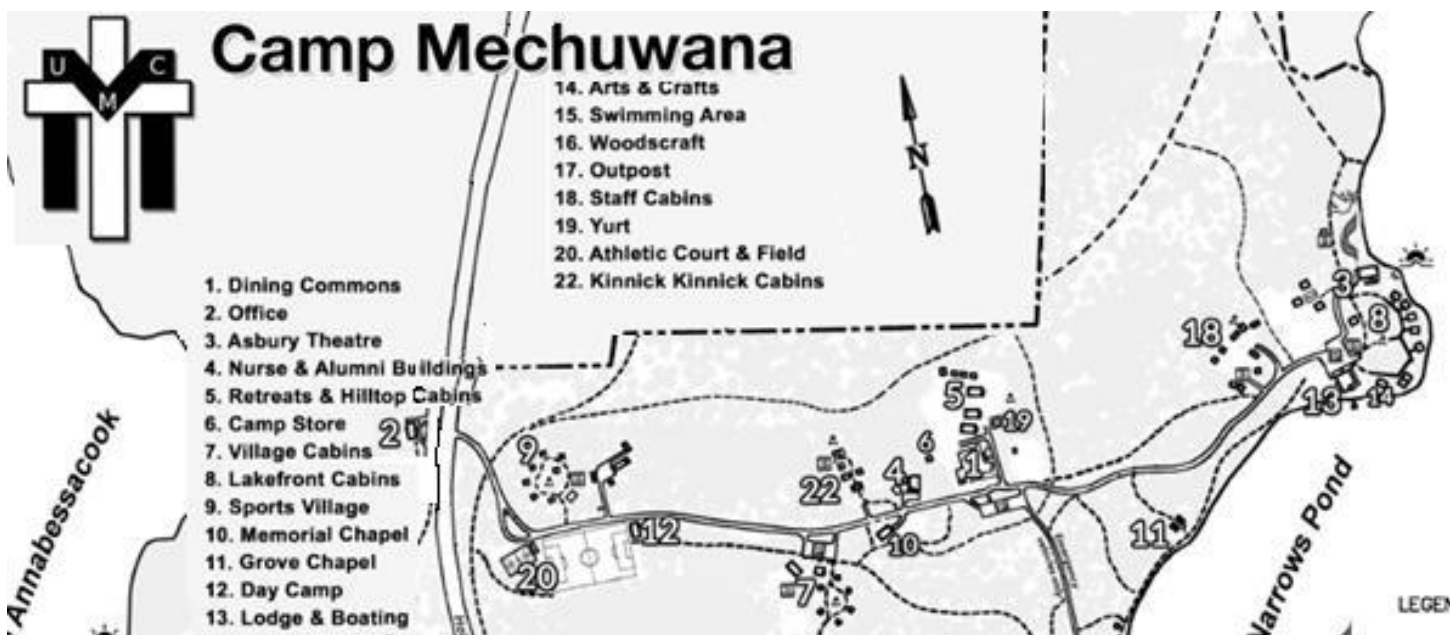 U C
M
Camp Mechuwana
14. Arts & Crafts
15. Swimming Area
16. Woodscraft
17. Outpost
18. Staff Cabins
19. Yurt
20. Athletic Court & Field
22. Kinnick Kinnick Cabins
N
1. Dining Commons
2. Office
3. Asbury Theatre
4. Nurse & Alumni Buildings
5. Retreats & Hilltop Cabins
6. Camp Store
7. Village Cabins
8. Lakefront Cabins
9. Sports Village
10. Memorial Chapel
11. Grove Chapel
12. Day Camp
13. Lodge & Boating
Annabessacook
3
8
18
5
13
14
2
9
6
19
22
4
1
12
10
11
20
7
Narrows Pond
LEGEN